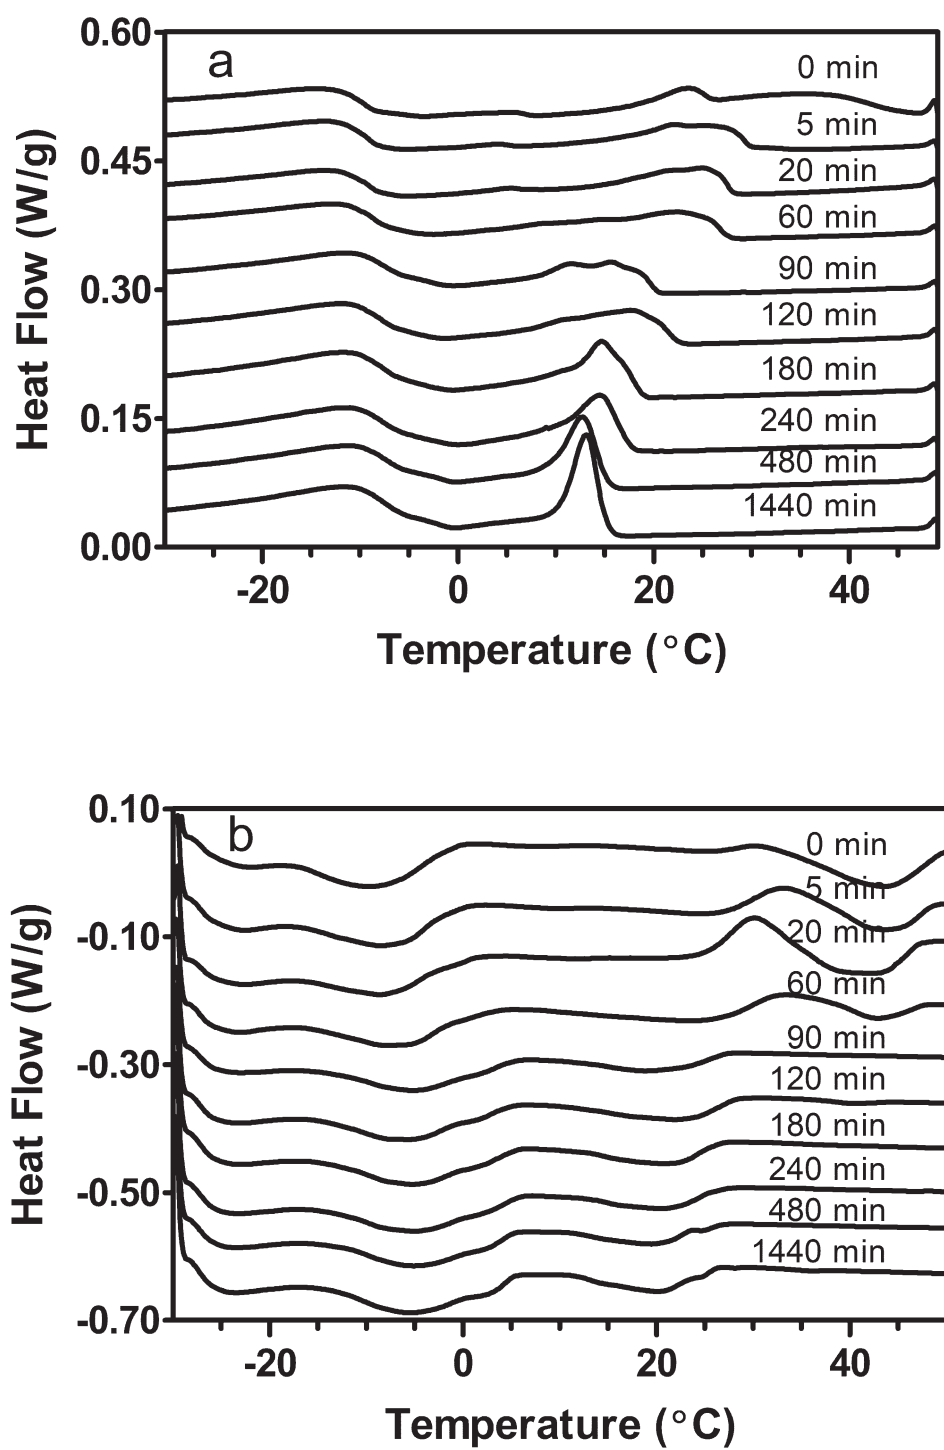 a
0.60
0.45
0.30
0.15
0.00
Heat Flow (W/g)
0 min
5 min
20 min
60 min
90 min
120 min
180 min
240 min
480 min
1440 min
-20 0 20 40
Temperature (°C)
b
0.10
-0.10
-0.30
-0.50
-0.70
Heat Flow (W/g)
0 min
5 min
20 min
60 min
90 min
120 min
180 min
240 min
480 min
1440 min
-20 0 20 40
Temperature (°C)